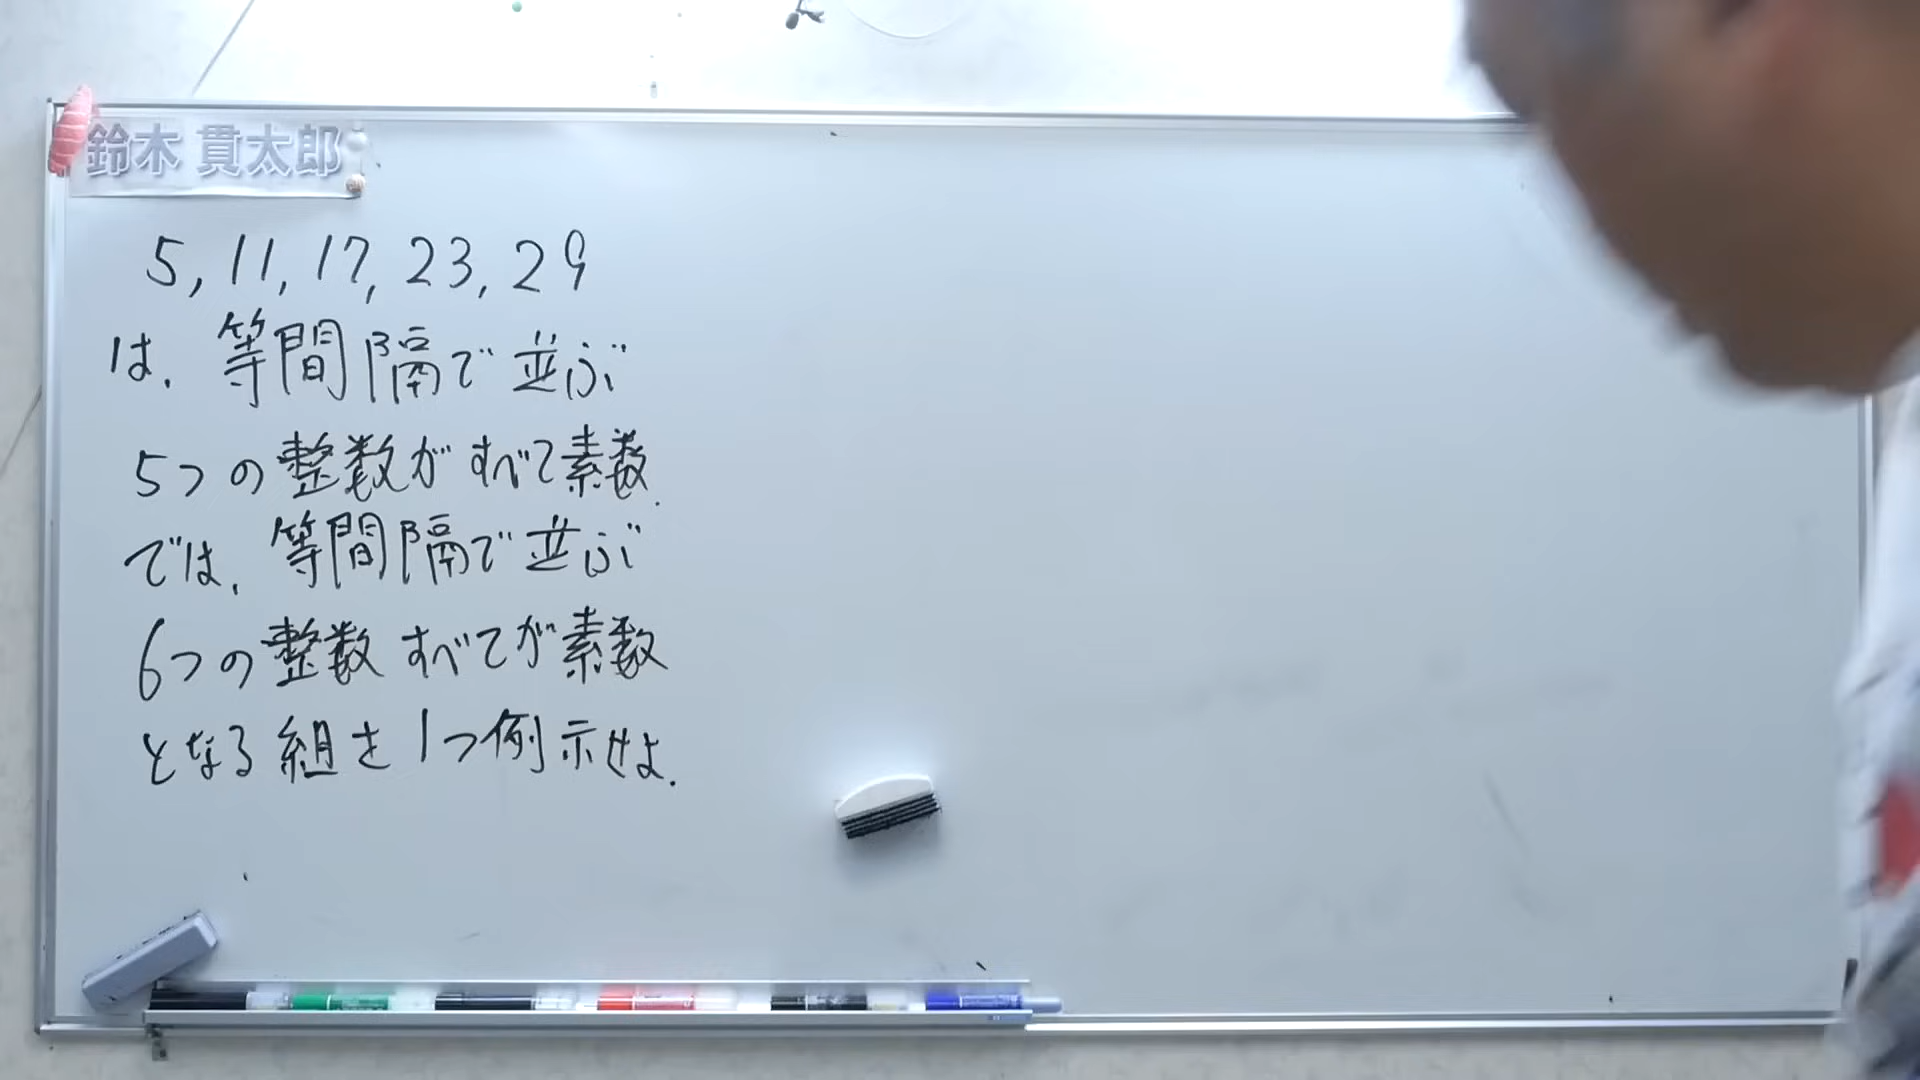 鈴木 貫太郎
5, 11, 17, 23, 29
は、等間隔で並ぶ
5つの整数がすべて素数.
では、等間隔で並ぶ
6つの整数すべてが素数
となる組を1つ例示せよ.